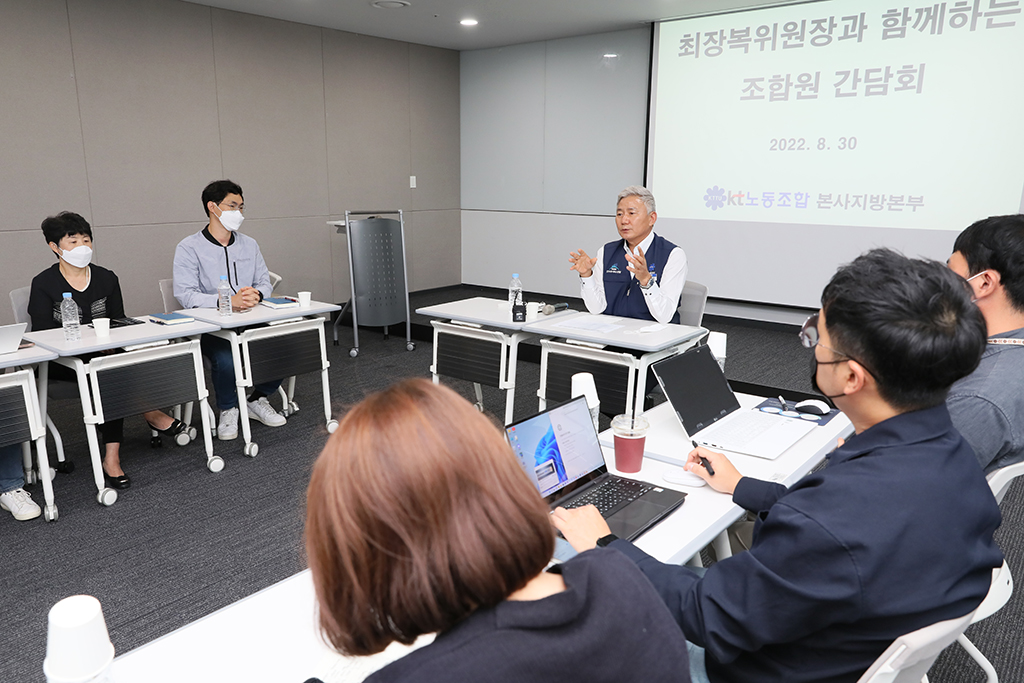 최장복위원장과 함께하는
조합원 간담회
2022. 8. 30
kt노동조합 본사지방본부